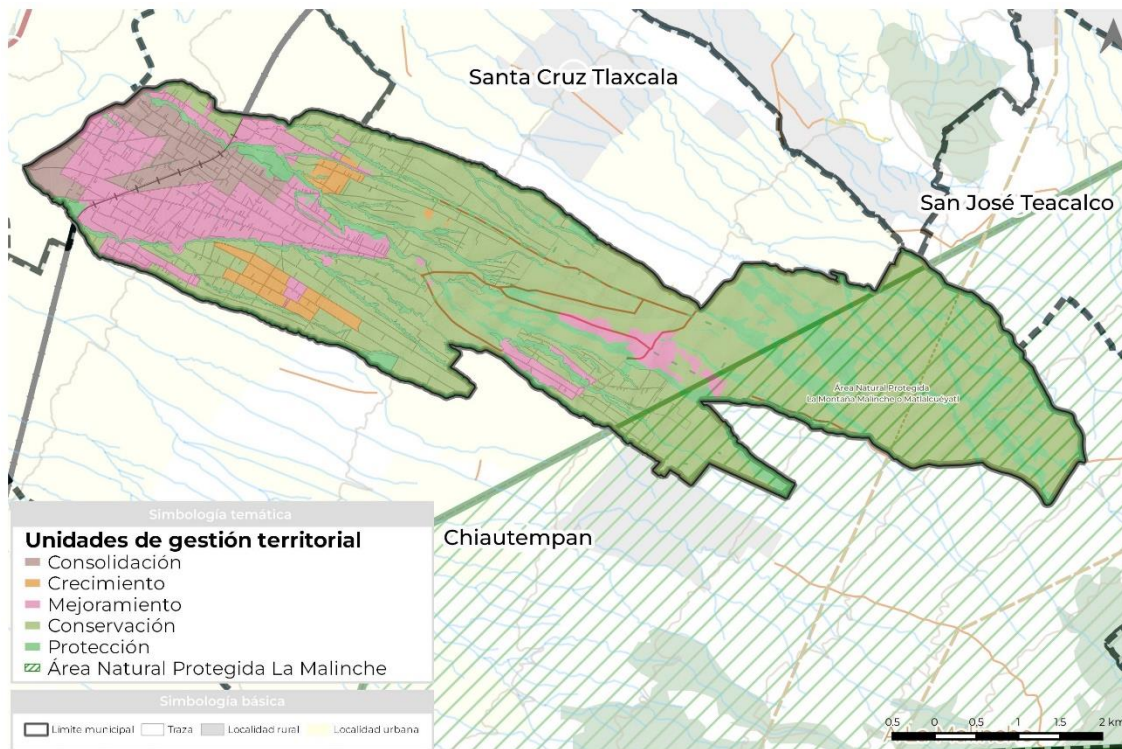 Santa Cruz Tlaxcala
San José Teacalco
Área Natural Protegida
La Montaña Malinche o Matlalcuéyatl
Chiautempan
Simbología temática
Unidades de gestión territorial
Consolidación
Crecimiento
Mejoramiento
Conservación
Protección
Área Natural Protegida La Malinche
Simbología básica
Límite municipal
Traza
Localidad rural
Localidad urbana
0.5 0 0.5 1 1.5 2 km